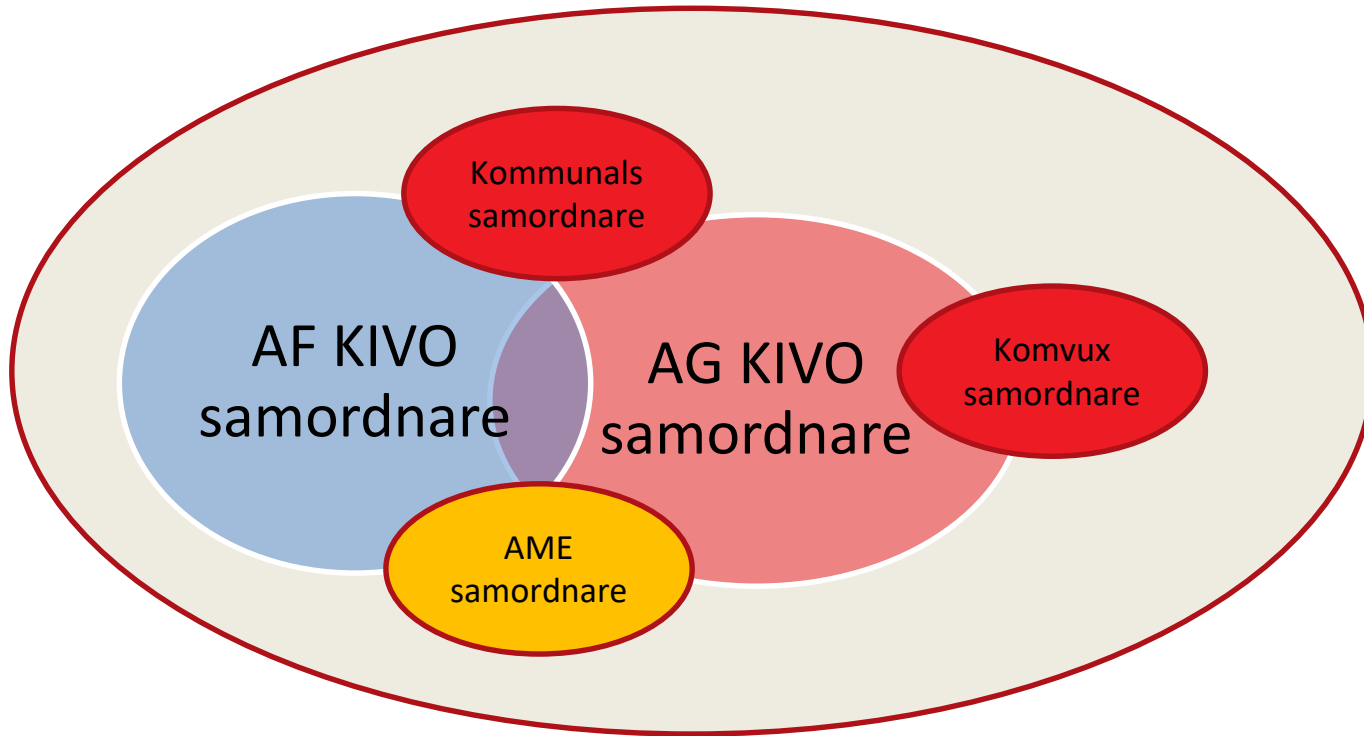 Kommunals
samordnare
AF KIVO
samordnare
AG KIVO
samordnare
Komvux
samordnare
AME
samordnare